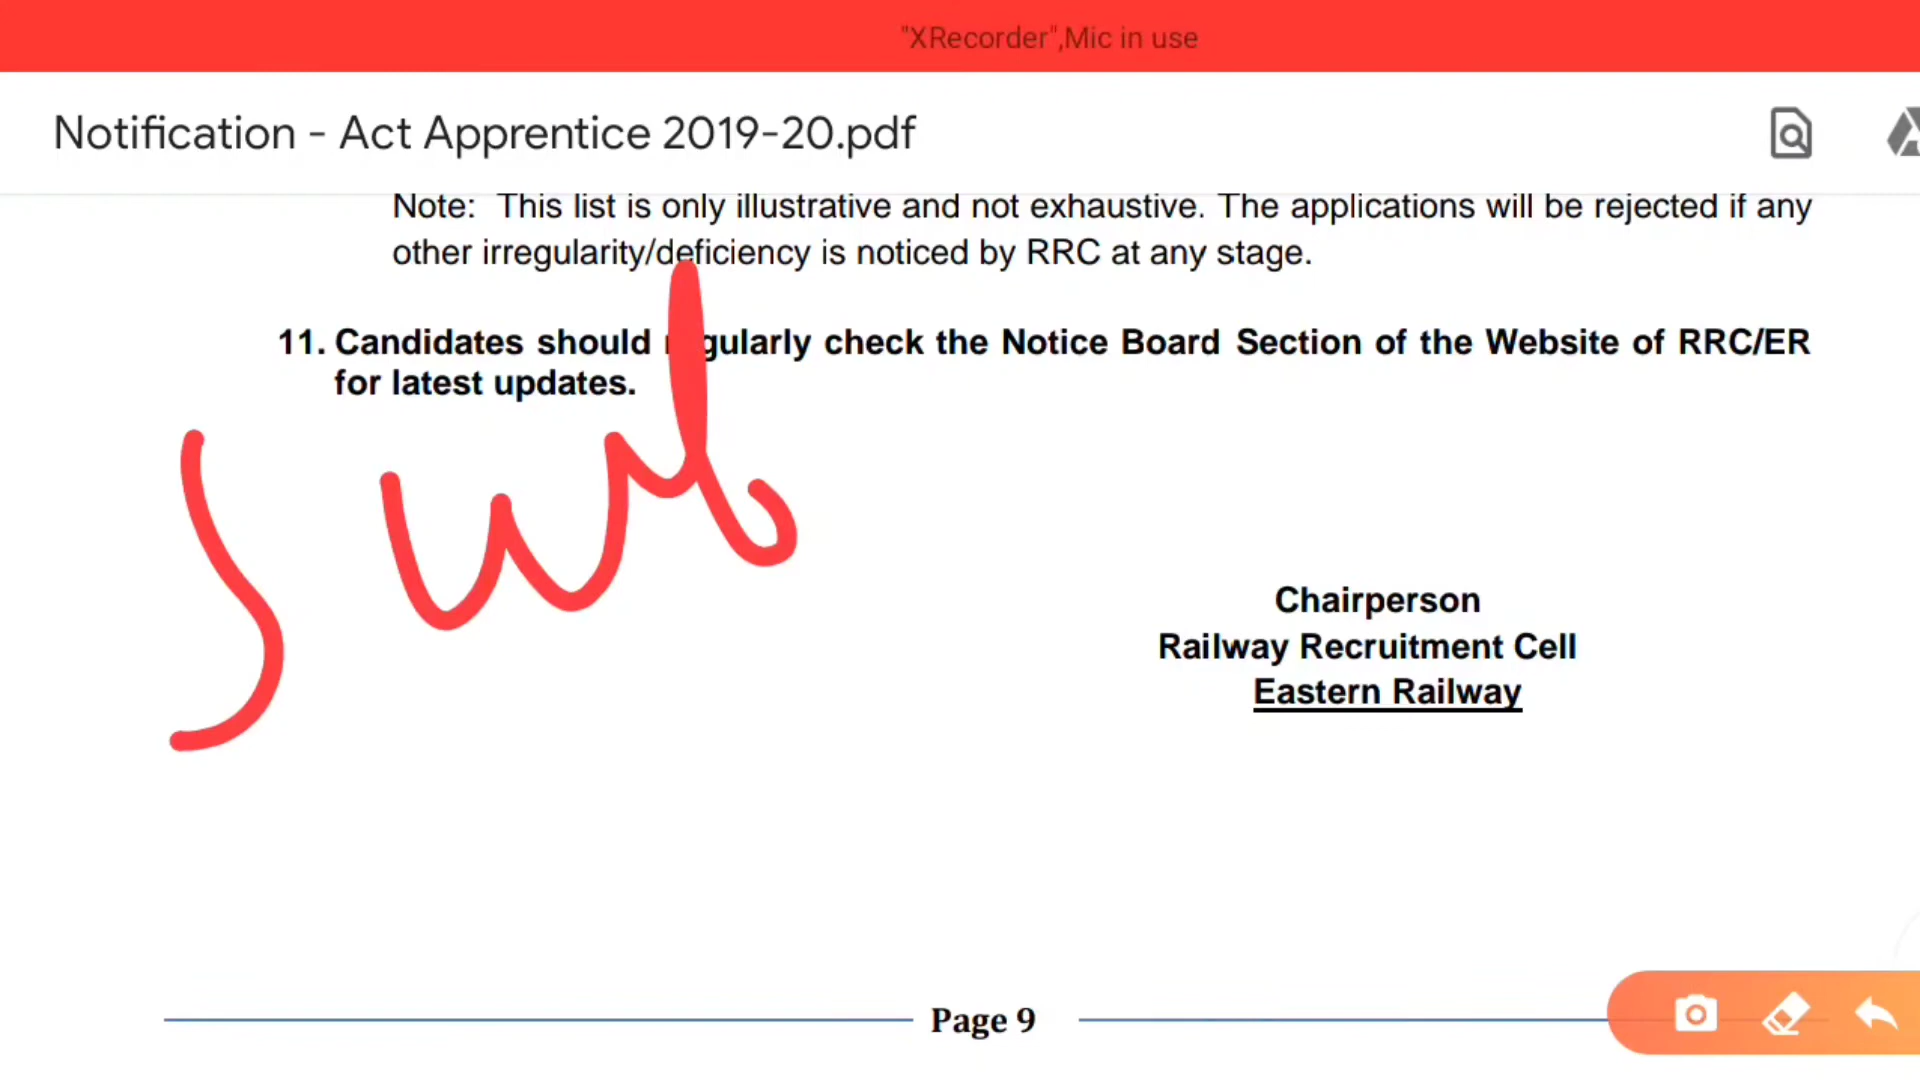 "XRecorder",Mic in use
Notification - Act Apprentice 2019-20.pdf
Note: This list is only illustrative and not exhaustive. The applications will be rejected if any
other irregularity/deficiency is noticed by RRC at any stage.
11. Candidates should regularly check the Notice Board Section of the Website of RRC/ER
for latest updates.
Sub
Chairperson
Railway Recruitment Cell
Eastern Railway
Page 9